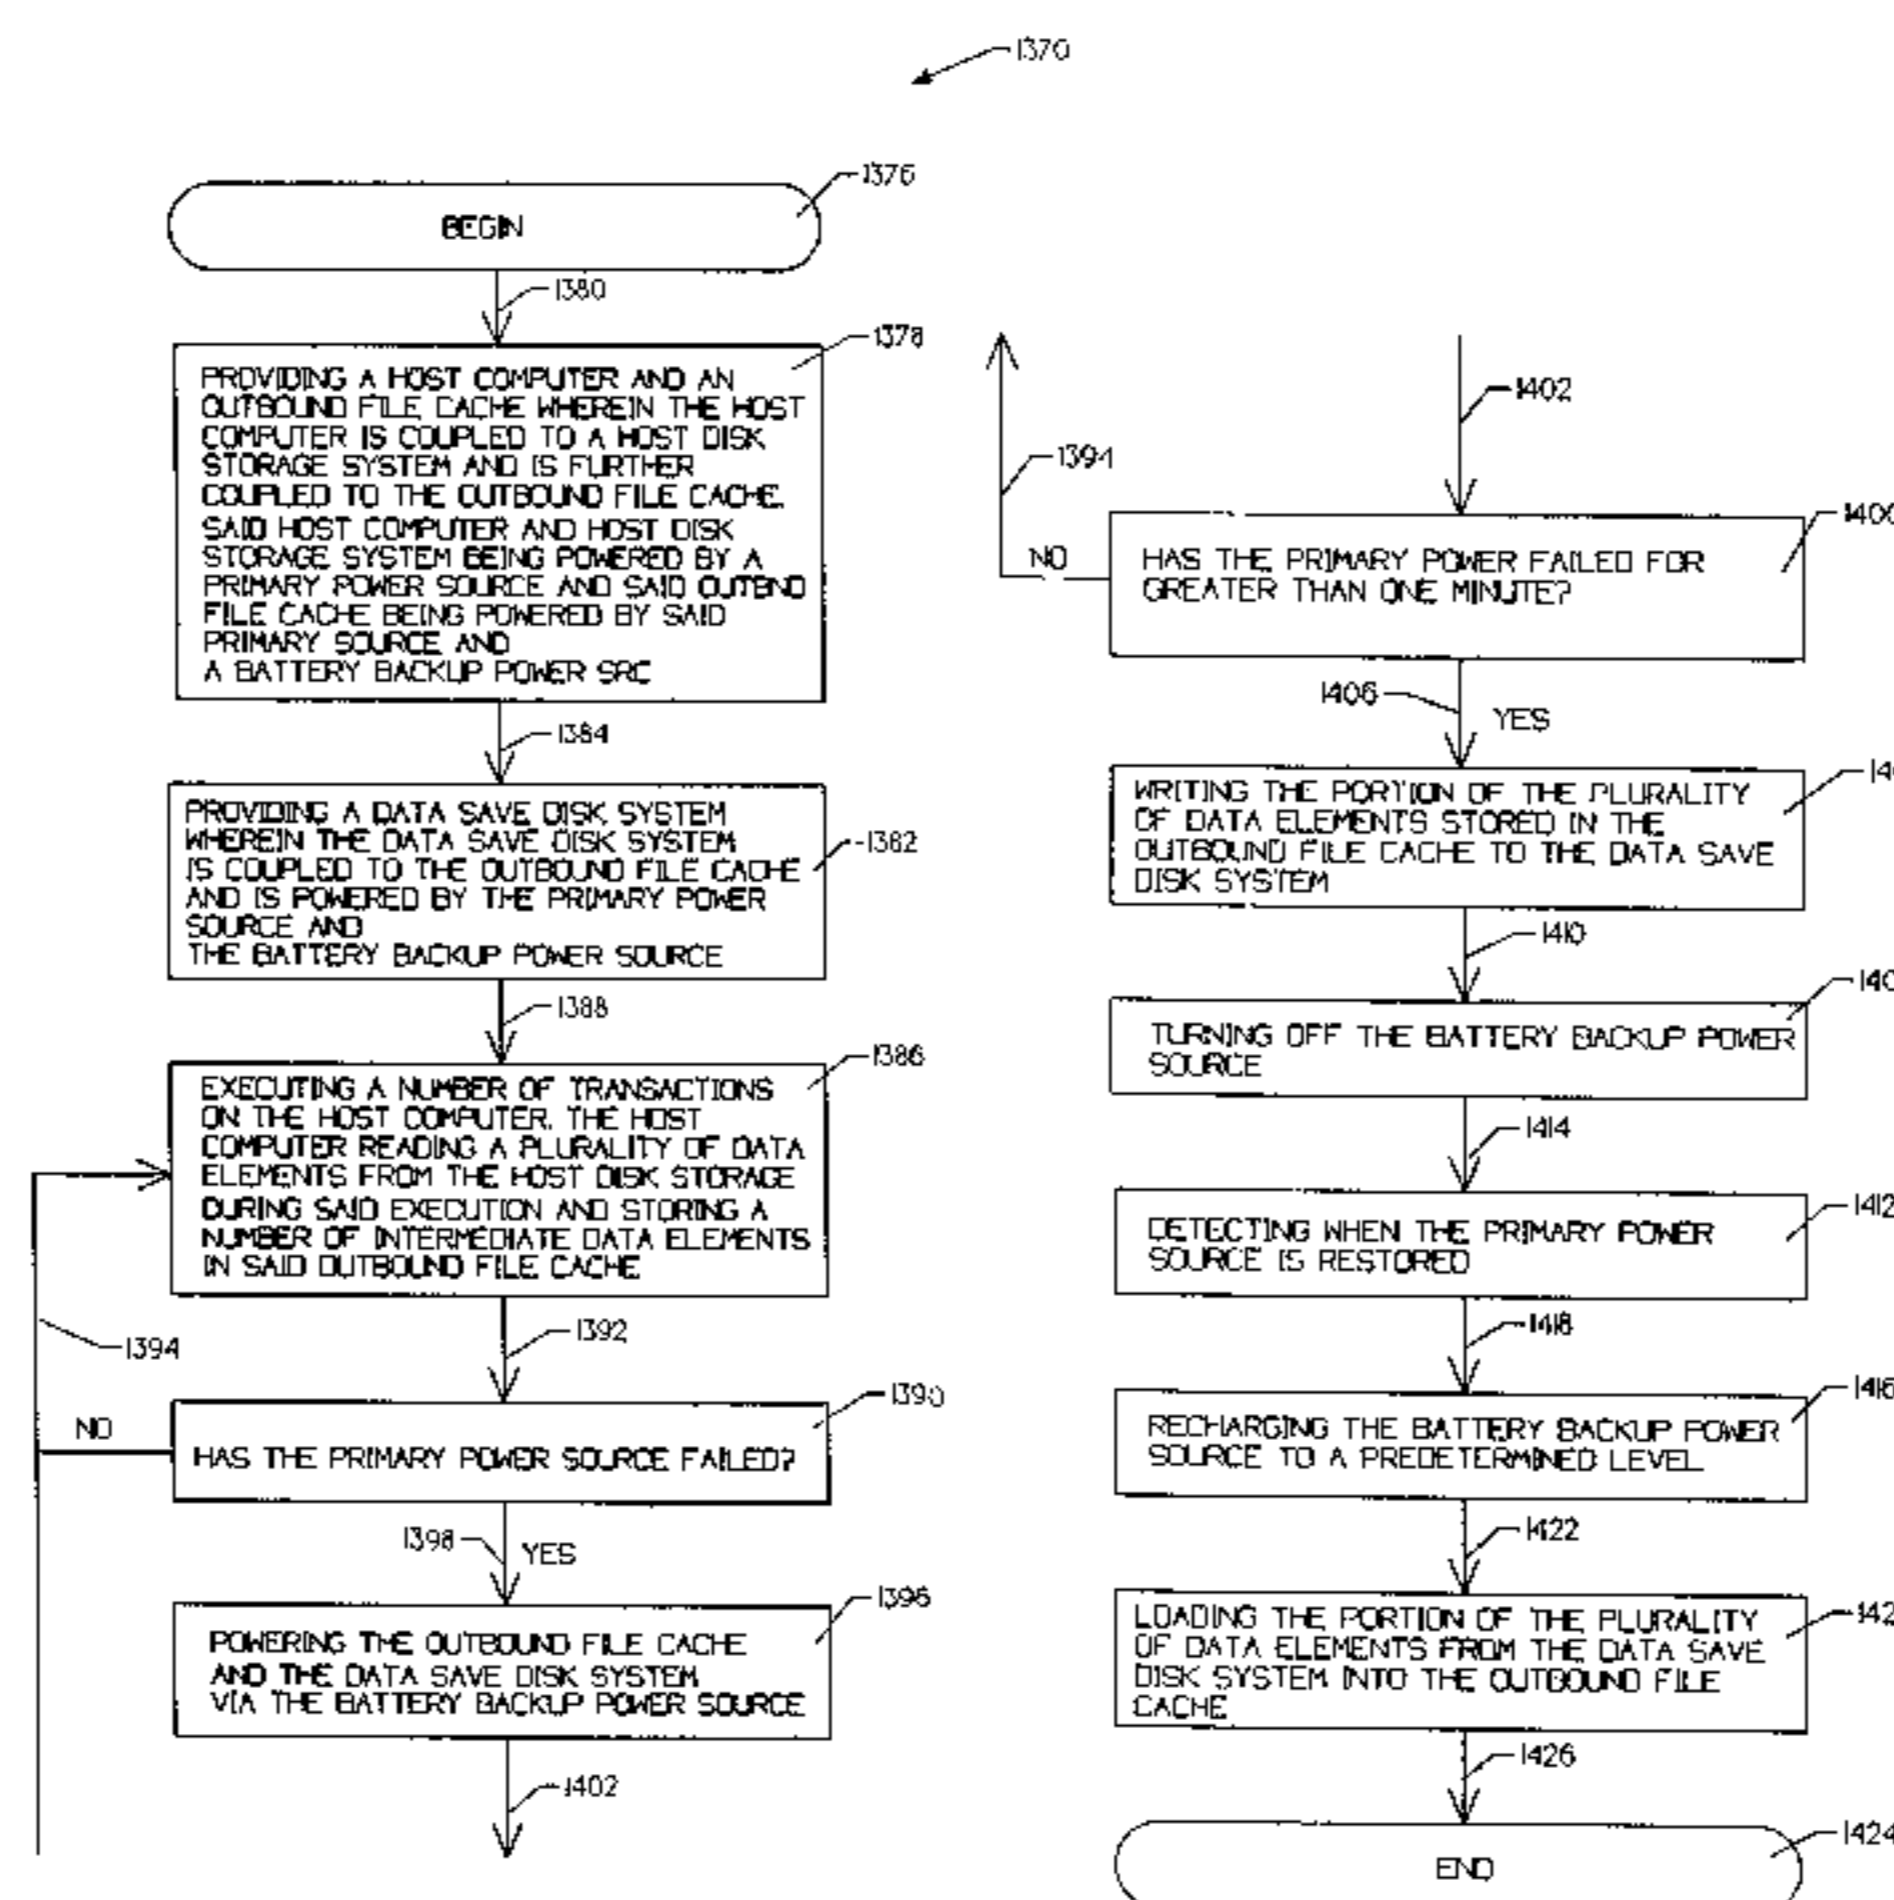 1370
1376
BEGIN
1380
1378
PROVIDING A HOST COMPUTER AND AN
OUTBOUND FILE CACHE WHEREIN THE HOST
COMPUTER IS COUPLED TO A HOST DISK
STORAGE SYSTEM AND IS FURTHER
COUPLED TO THE OUTBOUND FILE CACHE.
SAID HOST COMPUTER AND HOST DISK
STORAGE SYSTEM BEING POWERED BY A
PRIMARY POWER SOURCE AND SAID OUTBND
FILE CACHE BEING POWERED BY SAID
PRIMARY SOURCE AND
A BATTERY BACKUP POWER SRC
1384
PROVIDING A DATA SAVE DISK SYSTEM
WHEREIN THE DATA SAVE DISK SYSTEM
IS COUPLED TO THE OUTBOUND FILE CACHE
AND IS POWERED BY THE PRIMARY POWER
SOURCE AND
THE BATTERY BACKUP POWER SOURCE
1382
1388
1386
EXECUTING A NUMBER OF TRANSACTIONS
ON THE HOST COMPUTER. THE HOST
COMPUTER READING A PLURALITY OF DATA
ELEMENTS FROM THE HOST DISK STORAGE
DURING SAID EXECUTION AND STORING A
NUMBER OF INTERMEDIATE DATA ELEMENTS
IN SAID OUTBOUND FILE CACHE
1394
1392
1390
NO
HAS THE PRIMARY POWER SOURCE FAILED?
1398
YES
1396
POWERING THE OUTBOUND FILE CACHE
AND THE DATA SAVE DISK SYSTEM
VIA THE BATTERY BACKUP POWER SOURCE
1402
1402
1394
NO
HAS THE PRIMARY POWER FAILED FOR
GREATER THAN ONE MINUTE?
1406
YES
WRITING THE PORTION OF THE PLURALITY
OF DATA ELEMENTS STORED IN THE
OUTBOUND FILE CACHE TO THE DATA SAVE
DISK SYSTEM
1410
TURNING OFF THE BATTERY BACKUP POWER
SOURCE
1414
1412
DETECTING WHEN THE PRIMARY POWER
SOURCE IS RESTORED
1418
1416
RECHARGING THE BATTERY BACKUP POWER
SOURCE TO A PREDETERMINED LEVEL
1422
LOADING THE PORTION OF THE PLURALITY
OF DATA ELEMENTS FROM THE DATA SAVE
DISK SYSTEM INTO THE OUTBOUND FILE
CACHE
1426
1424
END